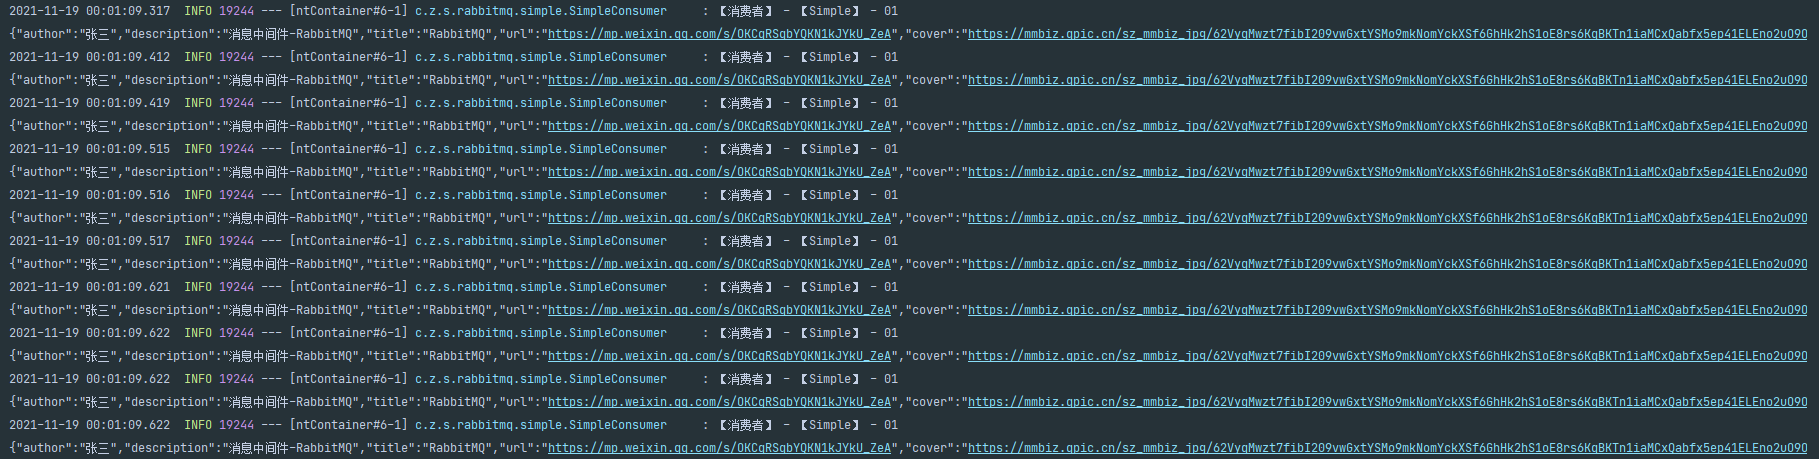 2021-11-19 00:01:09.317  INFO 19244 --- [ntContainer#6-1] c.z.s.rabbitmq.simple.SimpleConsumer     : 【消费者】 - 【Simple】 - 01
{"author":"张三","description":"消息中间件-RabbitMQ","title":"RabbitMQ","url":"https://mp.weixin.qq.com/s/OKCqRSqbYQKN1kJYkU_ZeA","cover":"https://mmbiz.qpic.cn/sz_mmbiz_jpg/62VyqMwzt7fibI209vwGxtYSMo9mkNomYckXSf6GhHk2hS1oE8rs6KqBKTn1iaMCxQabfx5ep41ELEno2uO9O
2021-11-19 00:01:09.412  INFO 19244 --- [ntContainer#6-1] c.z.s.rabbitmq.simple.SimpleConsumer     : 【消费者】 - 【Simple】 - 01
{"author":"张三","description":"消息中间件-RabbitMQ","title":"RabbitMQ","url":"https://mp.weixin.qq.com/s/OKCqRSqbYQKN1kJYkU_ZeA","cover":"https://mmbiz.qpic.cn/sz_mmbiz_jpg/62VyqMwzt7fibI209vwGxtYSMo9mkNomYckXSf6GhHk2hS1oE8rs6KqBKTn1iaMCxQabfx5ep41ELEno2uO9O
2021-11-19 00:01:09.419  INFO 19244 --- [ntContainer#6-1] c.z.s.rabbitmq.simple.SimpleConsumer     : 【消费者】 - 【Simple】 - 01
{"author":"张三","description":"消息中间件-RabbitMQ","title":"RabbitMQ","url":"https://mp.weixin.qq.com/s/OKCqRSqbYQKN1kJYkU_ZeA","cover":"https://mmbiz.qpic.cn/sz_mmbiz_jpg/62VyqMwzt7fibI209vwGxtYSMo9mkNomYckXSf6GhHk2hS1oE8rs6KqBKTn1iaMCxQabfx5ep41ELEno2uO9O
2021-11-19 00:01:09.515  INFO 19244 --- [ntContainer#6-1] c.z.s.rabbitmq.simple.SimpleConsumer     : 【消费者】 - 【Simple】 - 01
{"author":"张三","description":"消息中间件-RabbitMQ","title":"RabbitMQ","url":"https://mp.weixin.qq.com/s/OKCqRSqbYQKN1kJYkU_ZeA","cover":"https://mmbiz.qpic.cn/sz_mmbiz_jpg/62VyqMwzt7fibI209vwGxtYSMo9mkNomYckXSf6GhHk2hS1oE8rs6KqBKTn1iaMCxQabfx5ep41ELEno2uO9O
2021-11-19 00:01:09.516  INFO 19244 --- [ntContainer#6-1] c.z.s.rabbitmq.simple.SimpleConsumer     : 【消费者】 - 【Simple】 - 01
{"author":"张三","description":"消息中间件-RabbitMQ","title":"RabbitMQ","url":"https://mp.weixin.qq.com/s/OKCqRSqbYQKN1kJYkU_ZeA","cover":"https://mmbiz.qpic.cn/sz_mmbiz_jpg/62VyqMwzt7fibI209vwGxtYSMo9mkNomYckXSf6GhHk2hS1oE8rs6KqBKTn1iaMCxQabfx5ep41ELEno2uO9O
2021-11-19 00:01:09.517  INFO 19244 --- [ntContainer#6-1] c.z.s.rabbitmq.simple.SimpleConsumer     : 【消费者】 - 【Simple】 - 01
{"author":"张三","description":"消息中间件-RabbitMQ","title":"RabbitMQ","url":"https://mp.weixin.qq.com/s/OKCqRSqbYQKN1kJYkU_ZeA","cover":"https://mmbiz.qpic.cn/sz_mmbiz_jpg/62VyqMwzt7fibI209vwGxtYSMo9mkNomYckXSf6GhHk2hS1oE8rs6KqBKTn1iaMCxQabfx5ep41ELEno2uO9O
2021-11-19 00:01:09.621  INFO 19244 --- [ntContainer#6-1] c.z.s.rabbitmq.simple.SimpleConsumer     : 【消费者】 - 【Simple】 - 01
{"author":"张三","description":"消息中间件-RabbitMQ","title":"RabbitMQ","url":"https://mp.weixin.qq.com/s/OKCqRSqbYQKN1kJYkU_ZeA","cover":"https://mmbiz.qpic.cn/sz_mmbiz_jpg/62VyqMwzt7fibI209vwGxtYSMo9mkNomYckXSf6GhHk2hS1oE8rs6KqBKTn1iaMCxQabfx5ep41ELEno2uO9O
2021-11-19 00:01:09.622  INFO 19244 --- [ntContainer#6-1] c.z.s.rabbitmq.simple.SimpleConsumer     : 【消费者】 - 【Simple】 - 01
{"author":"张三","description":"消息中间件-RabbitMQ","title":"RabbitMQ","url":"https://mp.weixin.qq.com/s/OKCqRSqbYQKN1kJYkU_ZeA","cover":"https://mmbiz.qpic.cn/sz_mmbiz_jpg/62VyqMwzt7fibI209vwGxtYSMo9mkNomYckXSf6GhHk2hS1oE8rs6KqBKTn1iaMCxQabfx5ep41ELEno2uO9O
2021-11-19 00:01:09.622  INFO 19244 --- [ntContainer#6-1] c.z.s.rabbitmq.simple.SimpleConsumer     : 【消费者】 - 【Simple】 - 01
{"author":"张三","description":"消息中间件-RabbitMQ","title":"RabbitMQ","url":"https://mp.weixin.qq.com/s/OKCqRSqbYQKN1kJYkU_ZeA","cover":"https://mmbiz.qpic.cn/sz_mmbiz_jpg/62VyqMwzt7fibI209vwGxtYSMo9mkNomYckXSf6GhHk2hS1oE8rs6KqBKTn1iaMCxQabfx5ep41ELEno2uO9O
2021-11-19 00:01:09.622  INFO 19244 --- [ntContainer#6-1] c.z.s.rabbitmq.simple.SimpleConsumer     : 【消费者】 - 【Simple】 - 01
{"author":"张三","description":"消息中间件-RabbitMQ","title":"RabbitMQ","url":"https://mp.weixin.qq.com/s/OKCqRSqbYQKN1kJYkU_ZeA","cover":"https://mmbiz.qpic.cn/sz_mmbiz_jpg/62VyqMwzt7fibI209vwGxtYSMo9mkNomYckXSf6GhHk2hS1oE8rs6KqBKTn1iaMCxQabfx5ep41ELEno2uO9O